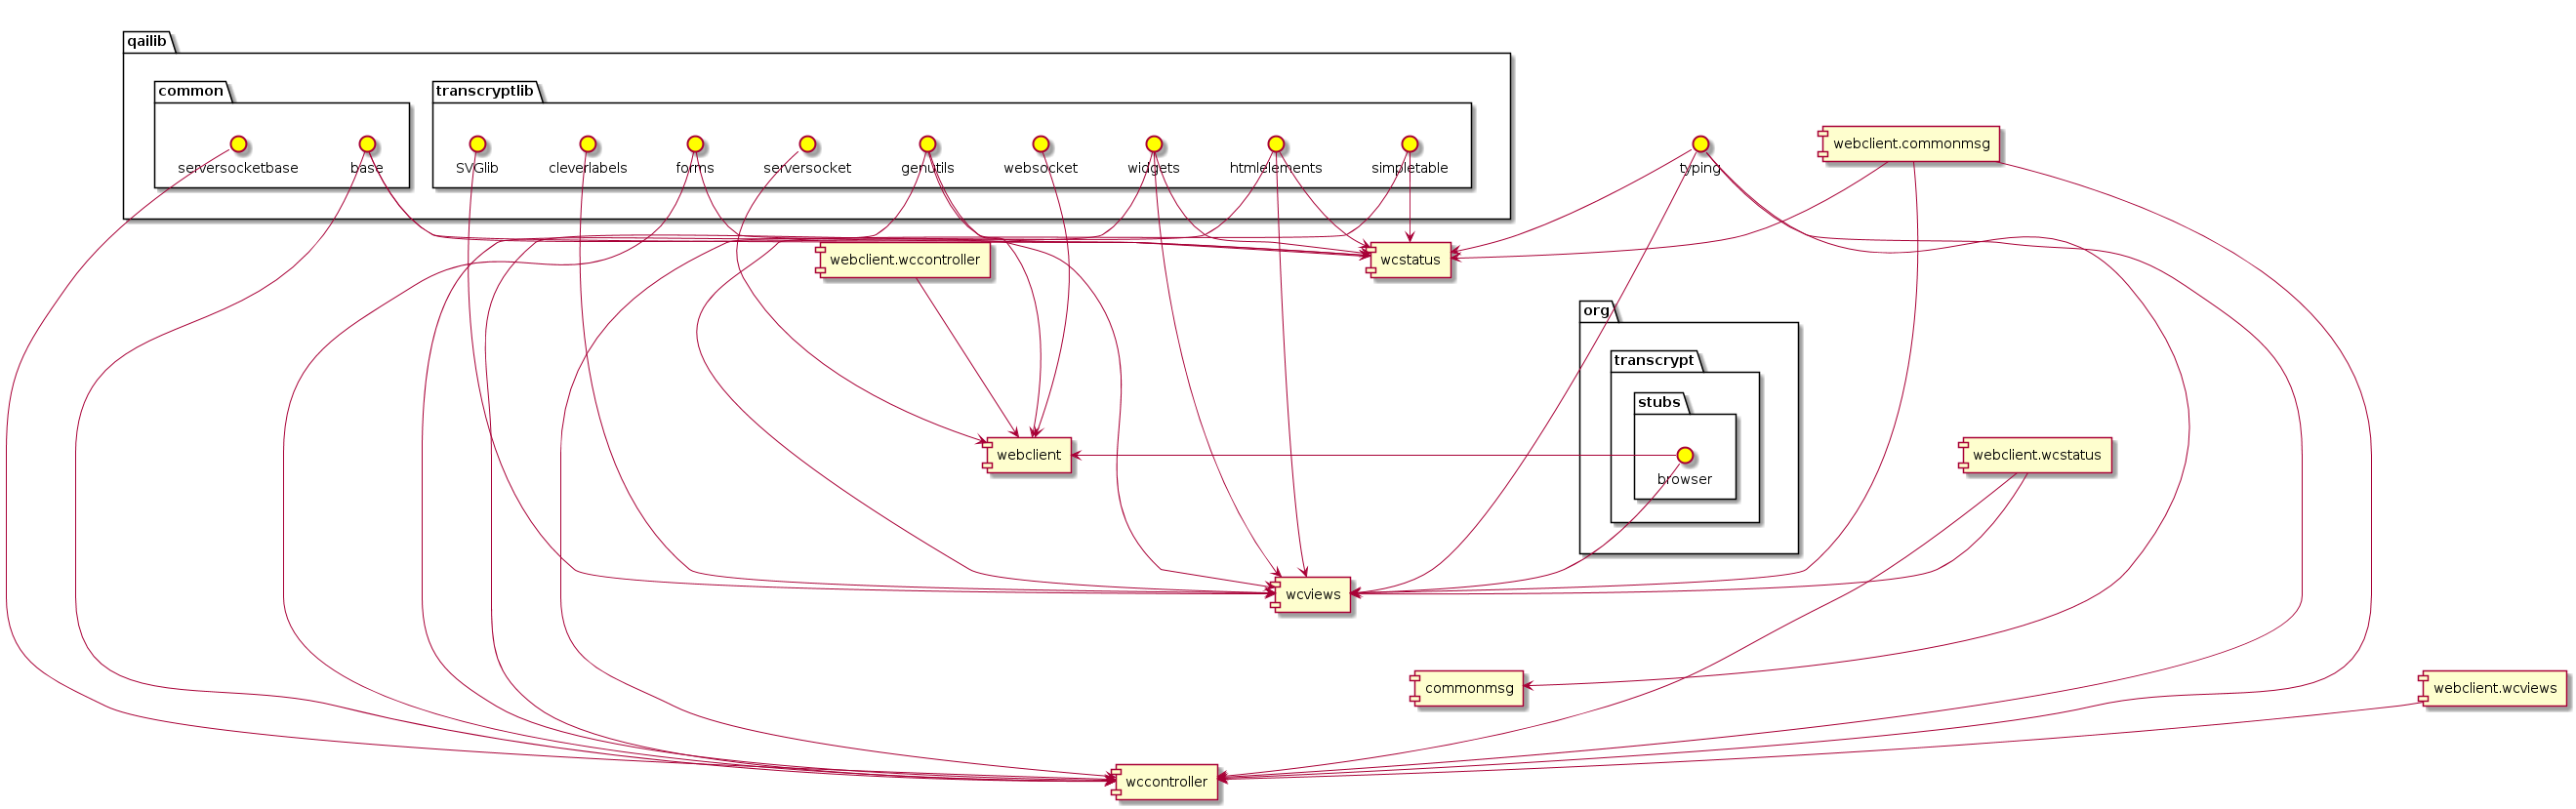 qailib
common
transcryptlib
webclient.commonmsg
serversocketbase
base
SVGlib
cleverlabels
forms
serversocket
genutils
websocket
widgets
htmlelements
simpletable
typing
webclient.wccontroller
wcstatus
org
transcrypt
stubs
webclient
browser
webclient.wcstatus
wcviews
commonmsg
webclient.wcviews
wccontroller